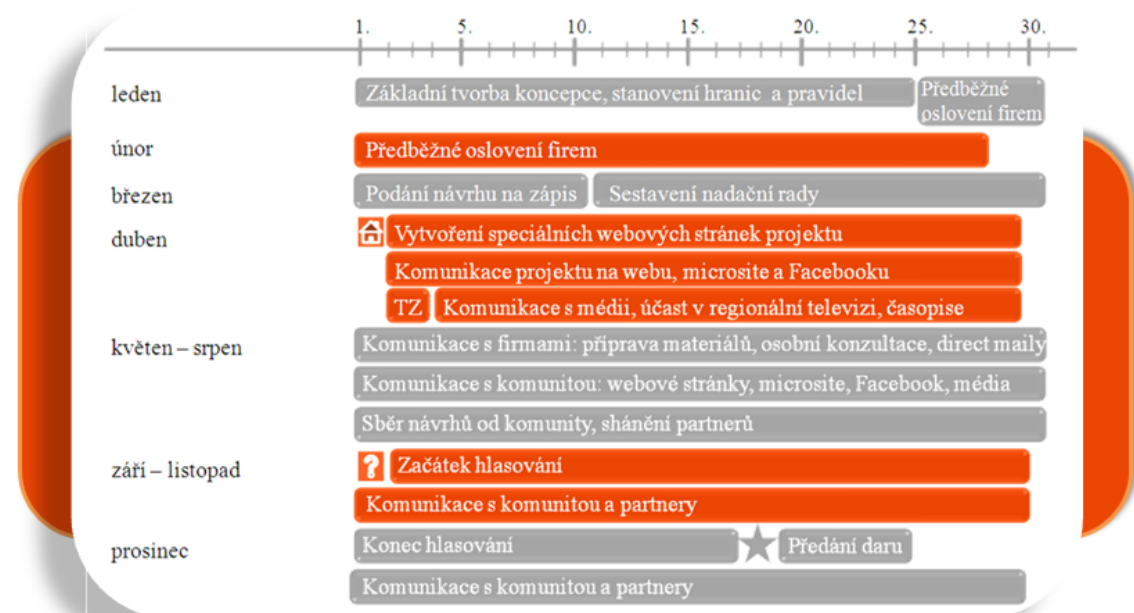 1. 5. 10. 15. 20. 25. 30.
leden
Základní tvorba koncepce, stanovení hranic a pravidel
Předběžné
oslovení firem
únor
Předběžné oslovení firem
březen
Podání návrhu na zápis
Sestavení nadační rady
duben
Vytvoření speciálních webových stránek projektu
Komunikace projektu na webu, microsite a Facebooku
TZ
Komunikace s médii, účast v regionální televizi, časopise
květen – srpen
Komunikace s firmami: příprava materiálů, osobní konzultace, direct maily
Komunikace s komunitou: webové stránky, microsite, Facebook, média
Sběr návrhů od komunity, shánění partnerů
září – listopad
?
Začátek hlasování
Komunikace s komunitou a partnery
prosinec
Konec hlasování
Předání daru
Komunikace s komunitou a partnery